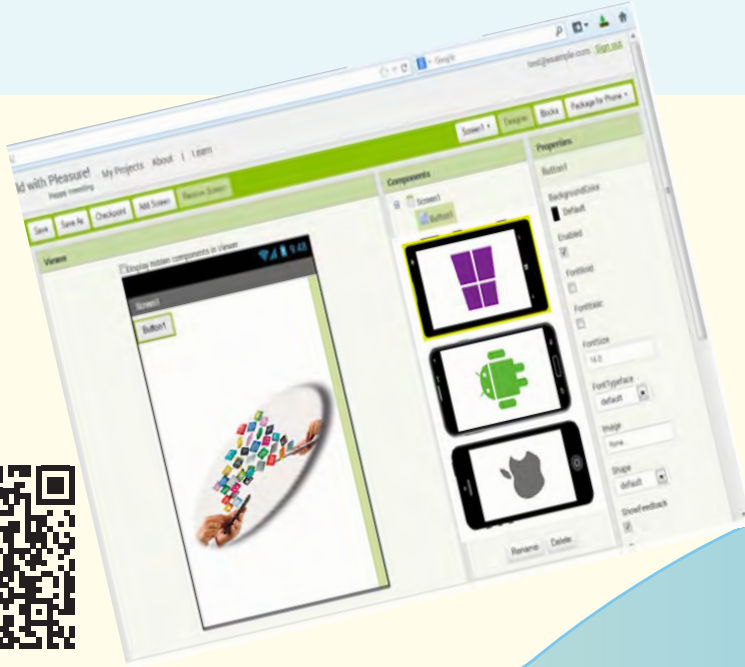 Google
test@example.com Sign out
ld with Pleasure!
My Projects About | Learn
Screen1 Designer Blocks Package for Phone
Save Save As Checkpoint Add Screen Remove Screen
Viewer
Components
Properties
Display hidden components in Viewer
9:48
Screen1
Button1
Screen1
Button1
Rename Delete
Button1
BackgroundColor
Default
Enabled
FontBold
FontItalic
FontSize
14.0
FontTypeface
default
Image
None...
Shape
default
ShowFeedback